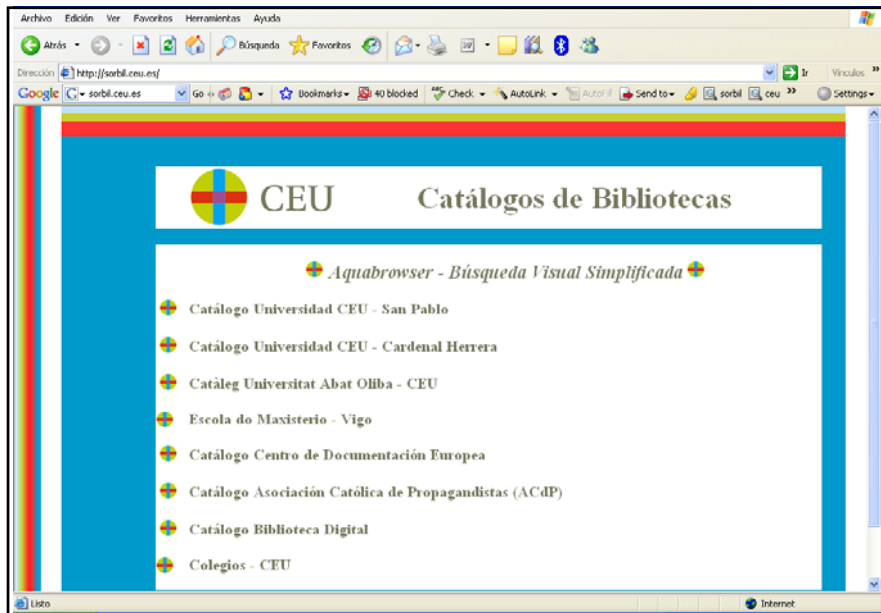 Archivo Edición Ver Favoritos Herramientas Ayuda
Atrás Búsqueda Favoritos
Dirección http://sorbil.ceu.es/ Ir Vínculos »
Google G sorbil.ceu.es Go Bookmarks 40 blocked Check AutoLink AutoFill Send to sorbil ceu » Settings
CEU Catálogos de Bibliotecas
Aquabrowser - Búsqueda Visual Simplificada
Catálogo Universidad CEU - San Pablo
Catálogo Universidad CEU - Cardenal Herrera
Catàleg Universitat Abat Oliba - CEU
Escola do Maxisterio - Vigo
Catálogo Centro de Documentación Europea
Catálogo Asociación Católica de Propagandistas (ACdP)
Catálogo Biblioteca Digital
Colegios - CEU
Listo Internet